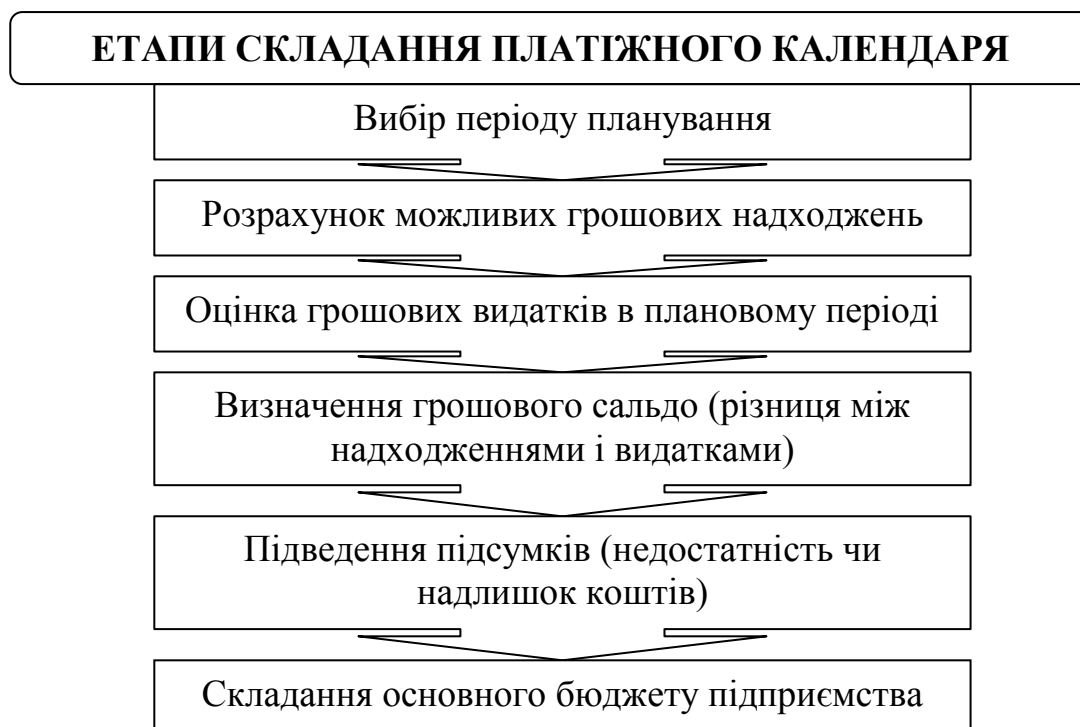 ЕТАПИ СКЛАДАННЯ ПЛАТІЖНОГО КАЛЕНДАРЯ
Вибір періоду планування
Розрахунок можливих грошових надходжень
Оцінка грошових видатків в плановому періоді
Визначення грошового сальдо (різниця між
надходженнями і видатками)
Підведення підсумків (недостатність чи
надлишок коштів)
Складання основного бюджету підприємства